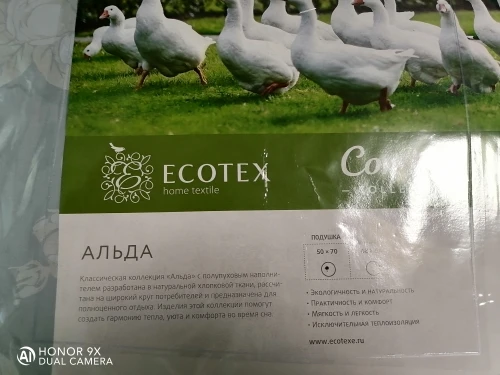 ECOTEX
home textile
АЛЬДА
Классическая коллекция «Альда» с полупуховым наполни-
телем разработана в натуральной хлопковой ткани, рассчи-
тана на широкий круг потребителей и предназначена для
полноценного отдыха. Изделия этой коллекции помогут
создать гармонию тепла, уюта и комфорта во время сна.
ПОДУШКА
50 × 70
• Экологичность и натуральность
• Практичность и комфорт
• Мягкость и легкость
• Исключительная теплоизоляция
www.ecotexe.ru
HONOR 9X
AI DUAL CAMERA